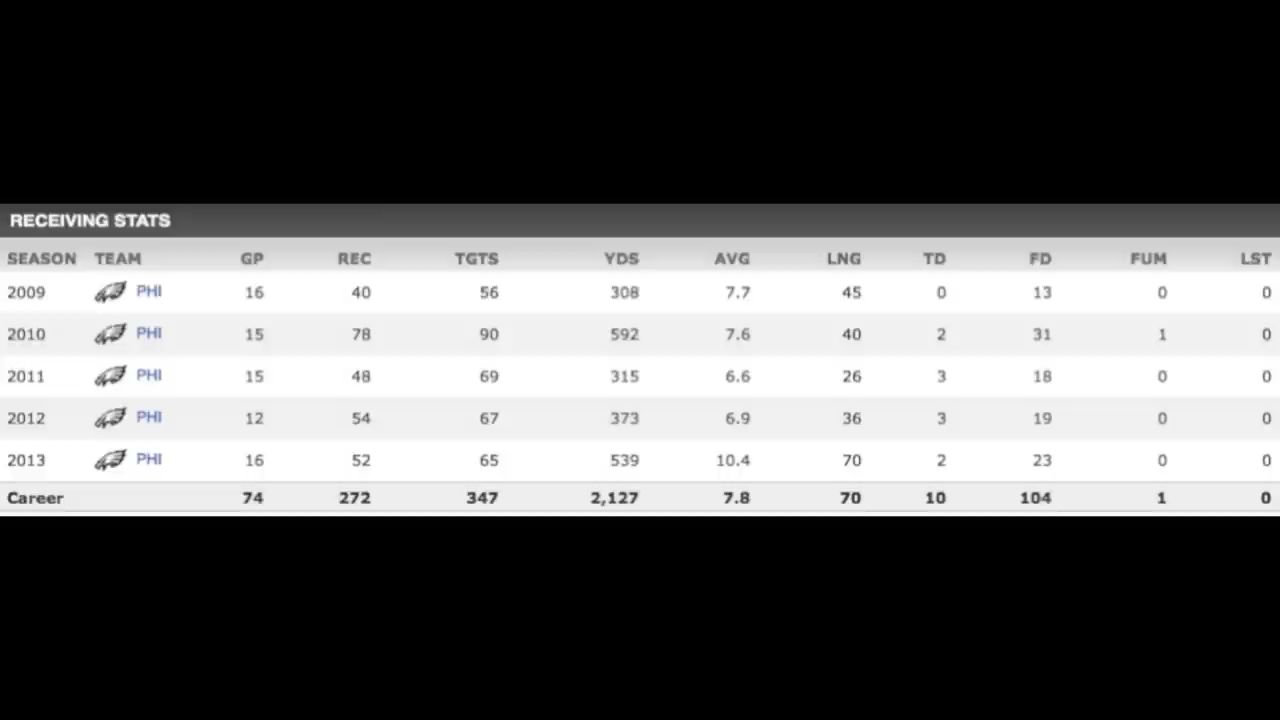 RECEIVING STATS
SEASON TEAM GP REC TGTS YDS AVG LNG TD FD FUM LST
2009 PHI 16 40 56 308 7.7 45 0 13 0 0
2010 PHI 15 78 90 592 7.6 40 2 31 1 0
2011 PHI 15 48 69 315 6.6 26 3 18 0 0
2012 PHI 12 54 67 373 6.9 36 3 19 0 0
2013 PHI 16 52 65 539 10.4 70 2 23 0 0
Career 74 272 347 2,127 7.8 70 10 104 1 0